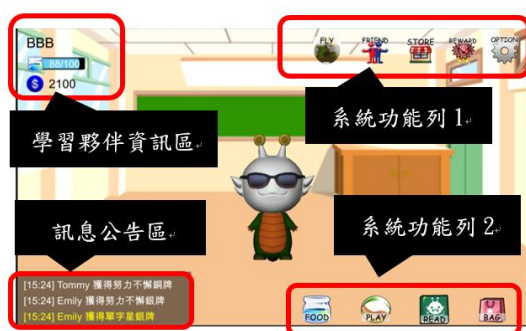 BBB
88/100
$ 2100
FLY
FRIEND
STORE
REWARD
OPTION
系統功能列 1
學習夥伴資訊區
訊息公告區
系統功能列 2
[15:24] Tommy 獲得努力不懈銅牌
[15:24] Emily 獲得努力不懈銀牌
[15:24] Emily 獲得單字星銀牌
FOOD
PLAY
READ
BAG